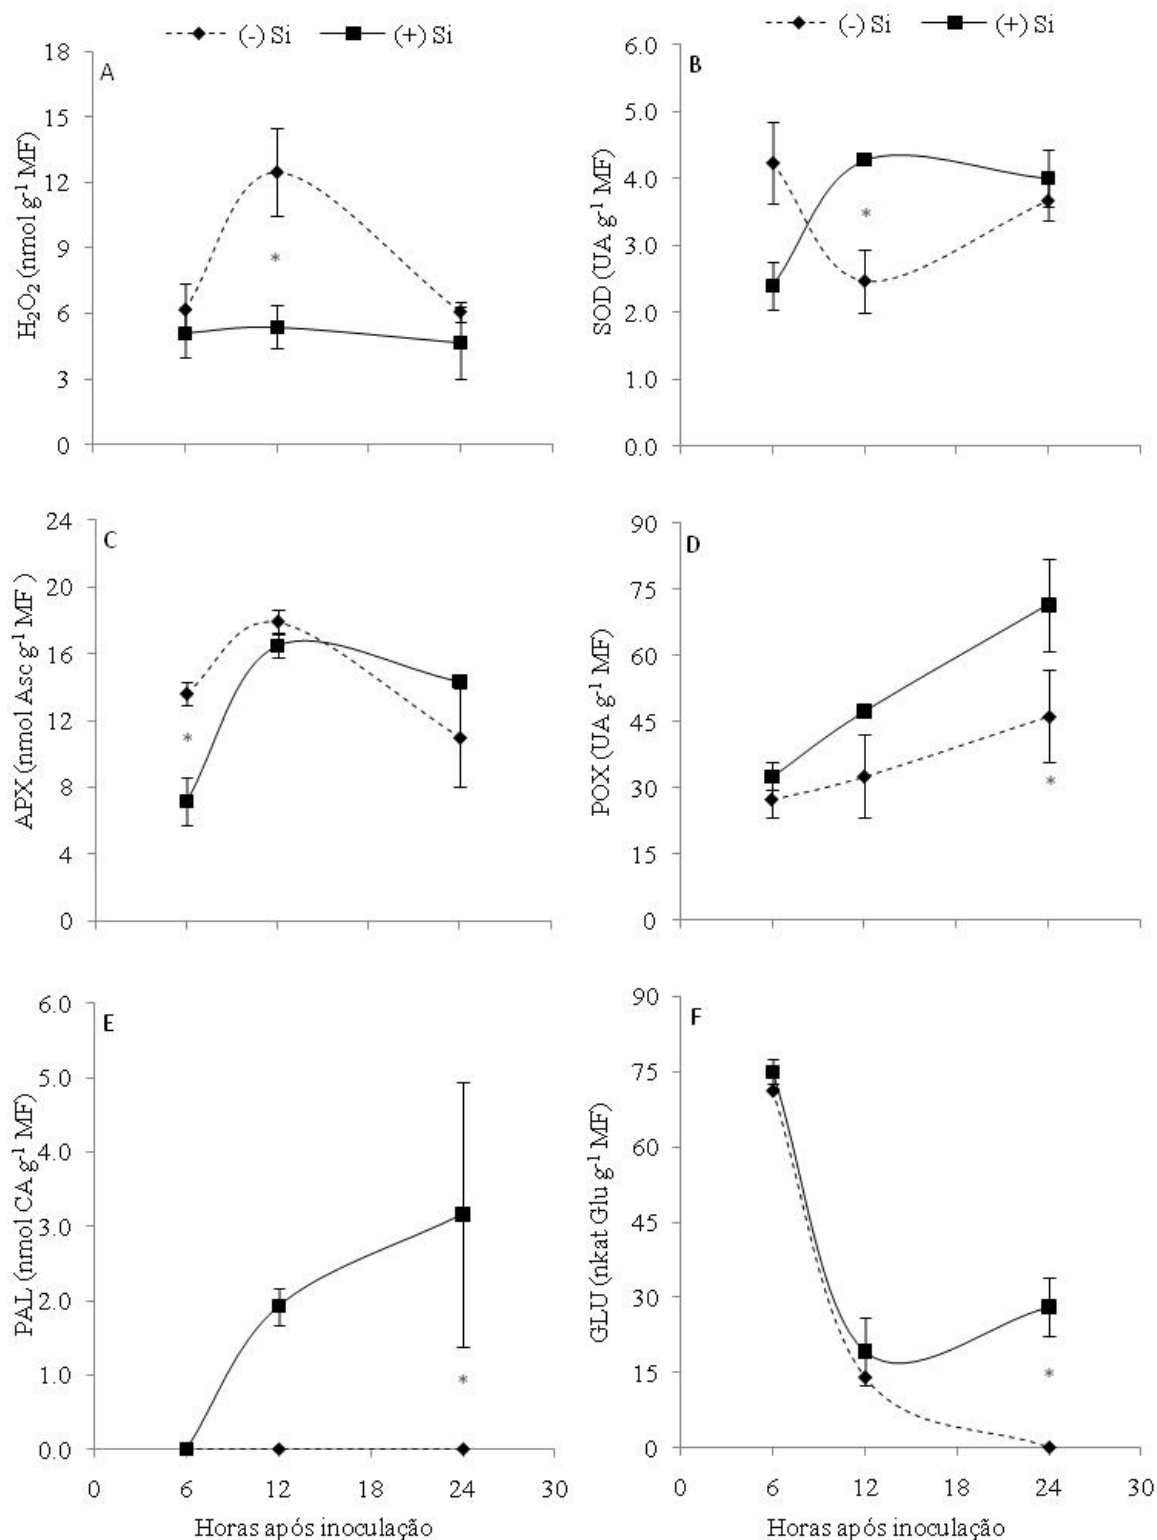 (-) Si (+) Si
A
H₂O₂ (nmol g⁻¹ MF)
18
15
12
9
6
3
0
*
(-) Si (+) Si
B
SOD (UA g⁻¹ MF)
6.0
5.0
4.0
3.0
2.0
1.0
0.0
*
C
APX (nmol Asc g⁻¹ MF)
24
20
16
12
8
4
0
*
D
POX (UA g⁻¹ MF)
90
75
60
45
30
15
0
*
E
PAL (nmol CA g⁻¹ MF)
6.0
5.0
4.0
3.0
2.0
1.0
0.0
*
0 6 12 18 24 30
Horas após inoculação
F
GLU (nkat Glu g⁻¹ MF)
90
75
60
45
30
15
0
*
0 6 12 18 24 30
Horas após inoculação